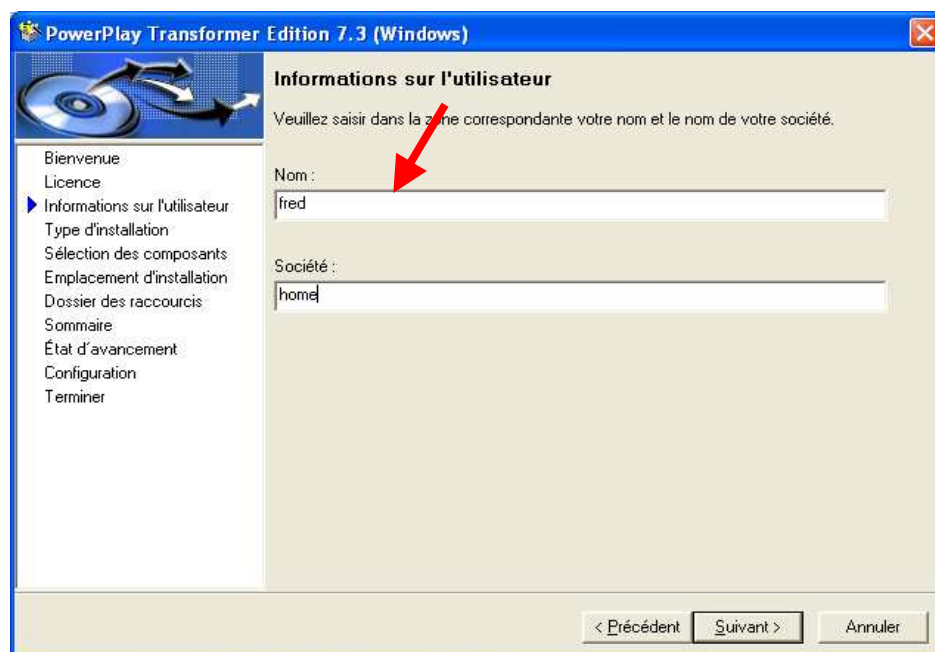 PowerPlay Transformer Edition 7.3 (Windows)
Informations sur l'utilisateur
Veuillez saisir dans la zone correspondante votre nom et le nom de votre société.
Bienvenue
Licence
Informations sur l'utilisateur
Type d'installation
Sélection des composants
Emplacement d'installation
Dossier des raccourcis
Sommaire
État d´avancement
Configuration
Terminer
Nom :
fred
Société :
home
< Précédent
Suivant >
Annuler